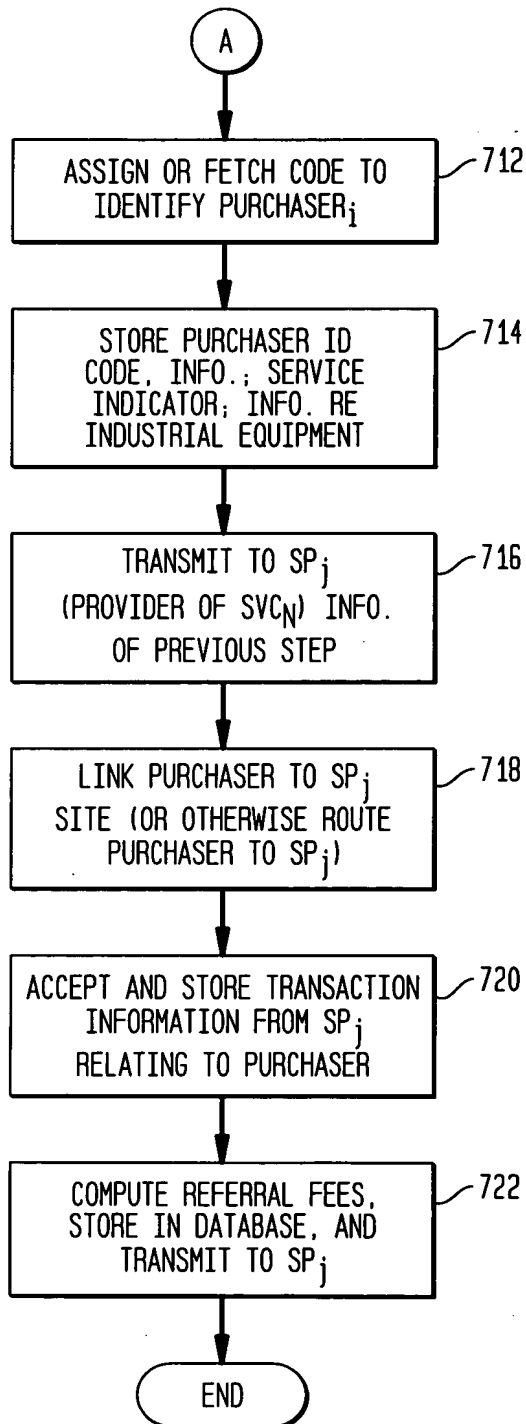 A
ASSIGN OR FETCH CODE TO
IDENTIFY PURCHASERi
712
STORE PURCHASER ID
CODE, INFO.; SERVICE
INDICATOR; INFO. RE
INDUSTRIAL EQUIPMENT
714
TRANSMIT TO SPj
(PROVIDER OF SVCN) INFO.
OF PREVIOUS STEP
716
LINK PURCHASER TO SPj
SITE (OR OTHERWISE ROUTE
PURCHASER TO SPj)
718
ACCEPT AND STORE TRANSACTION
INFORMATION FROM SPj
RELATING TO PURCHASER
720
COMPUTE REFERRAL FEES,
STORE IN DATABASE, AND
TRANSMIT TO SPj
722
END